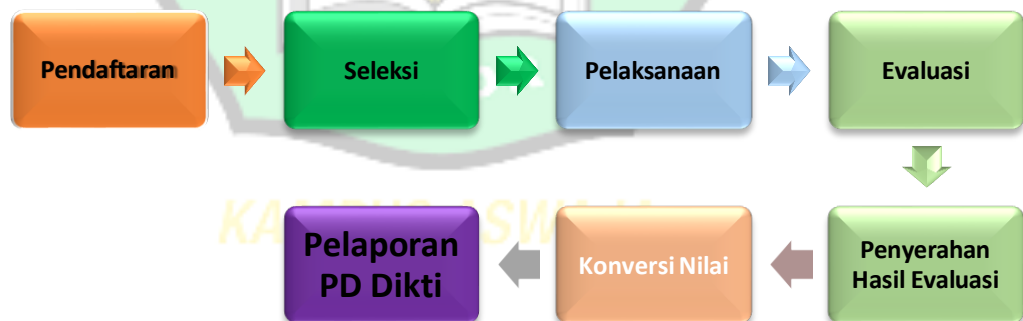 Pendaftaran
Seleksi
Pelaksanaan
Evaluasi
Penyerahan
Hasil Evaluasi
Konversi Nilai
Pelaporan
PD Dikti